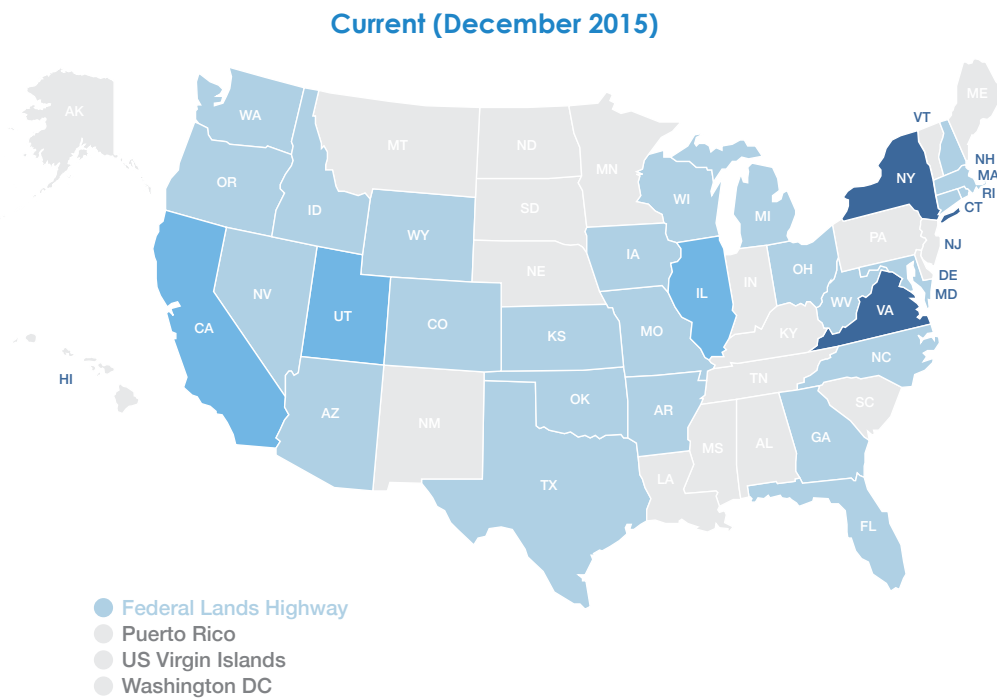 Current (December 2015)
AK
WA
MT
ND
MN
ME
VT
OR
ID
WY
SD
WI
MI
NY
NH
MA
RI
CT
NV
UT
CO
NE
IA
IL
IN
OH
PA
NJ
DE
MD
WV
VA
CA
KS
MO
KY
NC
HI
AZ
NM
OK
AR
TN
SC
TX
LA
MS
AL
GA
FL
Federal Lands Highway
Puerto Rico
US Virgin Islands
Washington DC